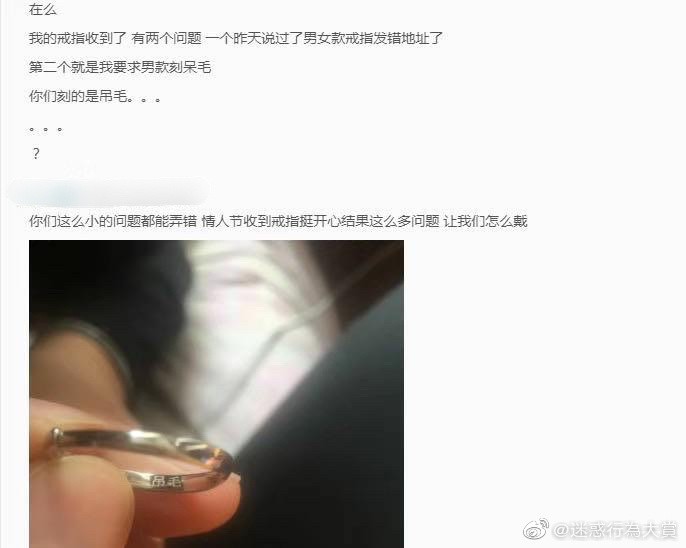 在么
我的戒指收到了 有两个问题 一个昨天说过了男女款戒指发错地址了
第二个就是我要求男款刻呆毛
你们刻的是吊毛。。。
。。。
？
你们这么小的问题都能弄错 情人节收到戒指挺开心结果这么多问题 让我们怎么戴
吊毛
@迷惑行為大賞